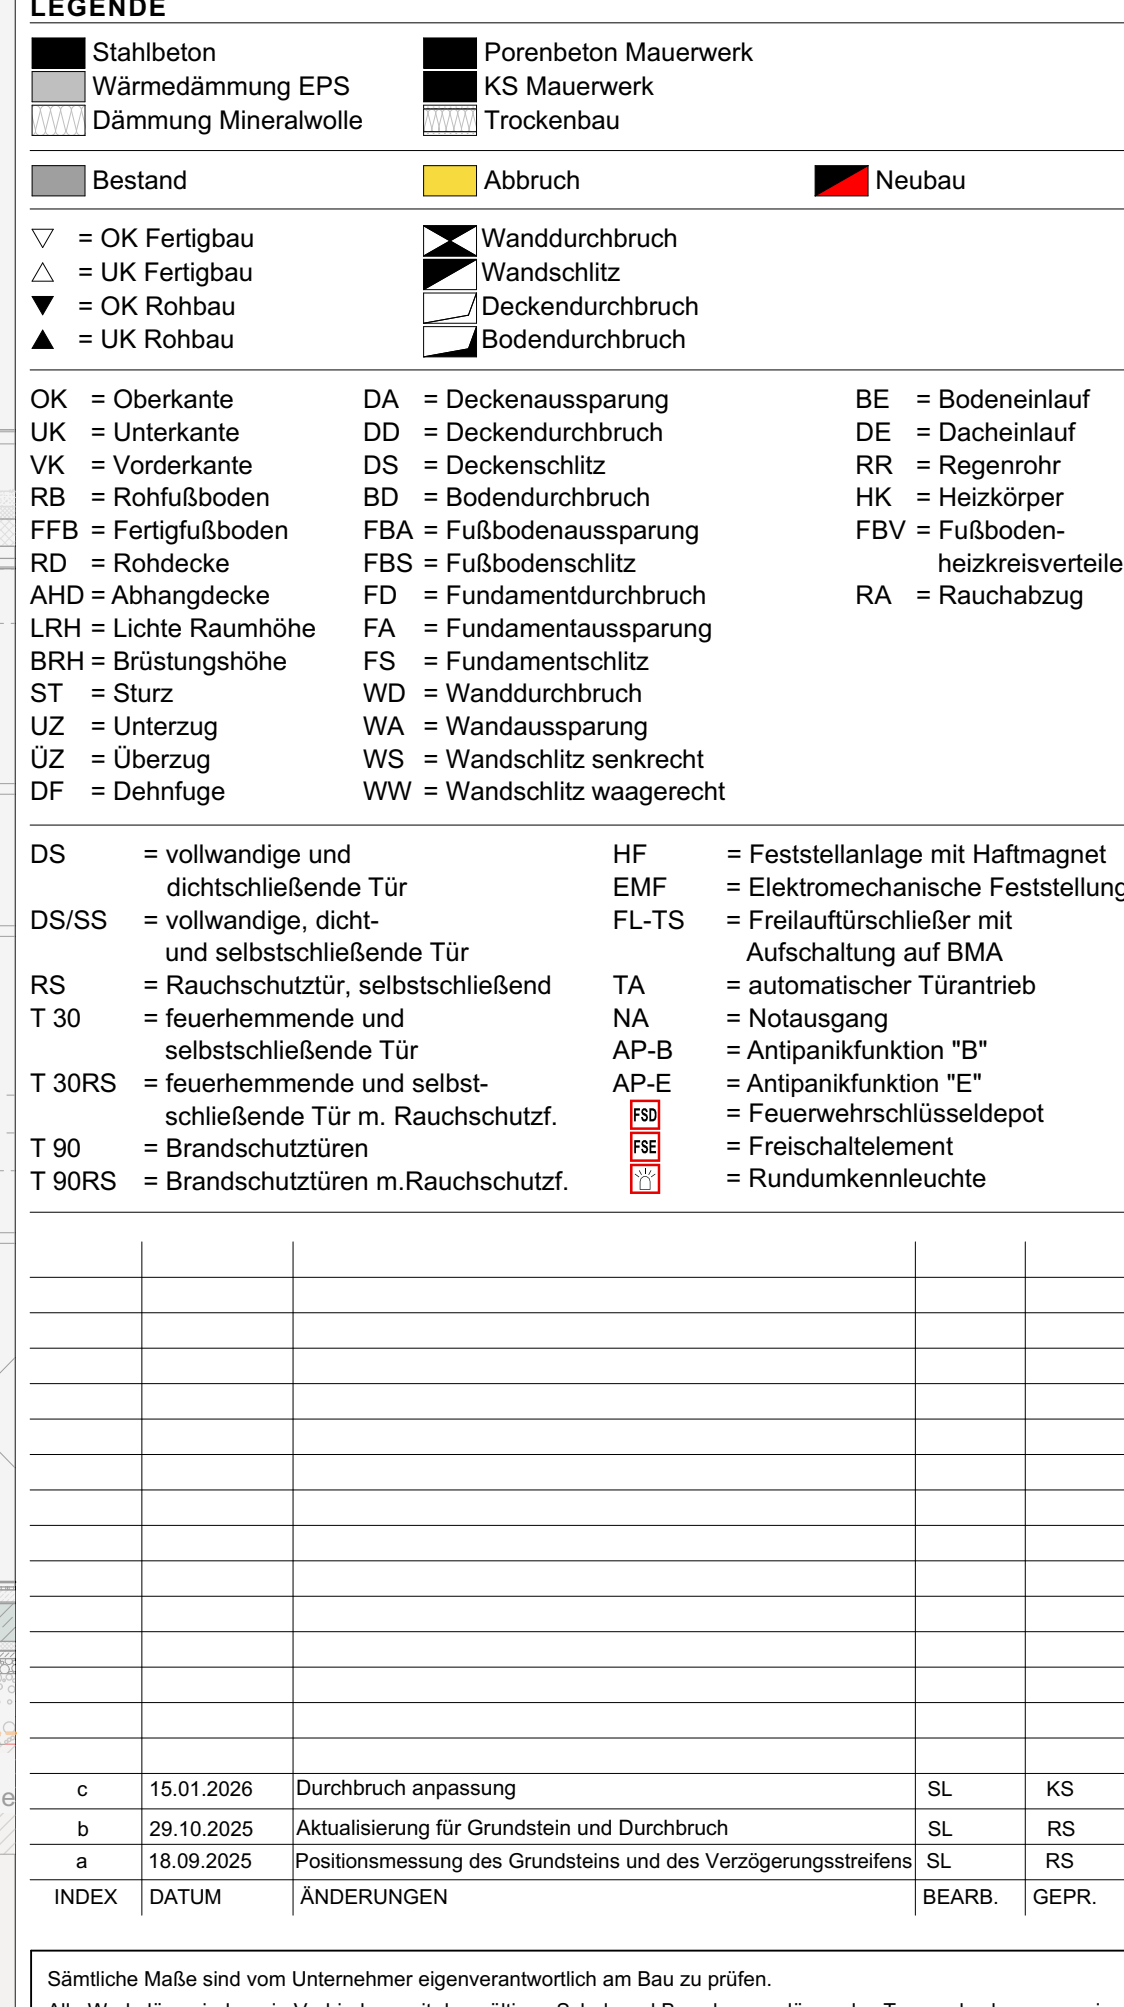 LEGENDE
Stahlbeton Porenbeton Mauerwerk
Wärmedämmung EPS KS Mauerwerk
Dämmung Mineralwolle Trockenbau
Bestand Abbruch Neubau
= OK Fertigbau Wanddurchbruch
= UK Fertigbau Wandschlitz
= OK Rohbau Deckendurchbruch
= UK Rohbau Bodendurchbruch
OK = Oberkante DA = Deckenaussparung BE = Bodeneinlauf
UK = Unterkante DD = Deckendurchbruch DE = Dacheinlauf
VK = Vorderkante DS = Deckenschlitz RR = Regenrohr
RB = Rohfußboden BD = Bodendurchbruch HK = Heizkörper
FFB = Fertigfußboden FBA = Fußbodenaussparung FBV = Fußboden-
RD = Rohdecke FBS = Fußbodenschlitz heizkreisverteile
AHD = Abhangdecke FD = Fundamentdurchbruch RA = Rauchabzug
LRH = Lichte Raumhöhe FA = Fundamentaussparung
BRH = Brüstungshöhe FS = Fundamentschlitz
ST = Sturz WD = Wanddurchbruch
UZ = Unterzug WA = Wandaussparung
ÜZ = Überzug WS = Wandschlitz senkrecht
DF = Dehnfuge WW = Wandschlitz waagerecht
DS = vollwandige und HF = Feststellanlage mit Haftmagnet
dichtschließende Tür EMF = Elektromechanische Feststellung
DS/SS = vollwandige, dicht- FL-TS = Freilauftürschließer mit
und selbstschließende Tür Aufschaltung auf BMA
RS = Rauchschutztür, selbstschließend TA = automatischer Türantrieb
T 30 = feuerhemmende und NA = Notausgang
selbstschließende Tür AP-B = Antipanikfunktion "B"
T 30RS = feuerhemmende und selbst- AP-E = Antipanikfunktion "E"
schließende Tür m. Rauchschutzf. FSD = Feuerwehrschlüsseldepot
T 90 = Brandschutztüren FSE = Freischaltelement
T 90RS = Brandschutztüren m.Rauchschutzf. = Rundumkennleuchte
c 15.01.2026 Durchbruch anpassung SL KS
b 29.10.2025 Aktualisierung für Grundstein und Durchbruch SL RS
a 18.09.2025 Positionsmessung des Grundsteins und des Verzögerungsstreifens SL RS
INDEX DATUM ÄNDERUNGEN BEARB. GEPR.
Sämtliche Maße sind vom Unternehmer eigenverantwortlich am Bau zu prüfen.